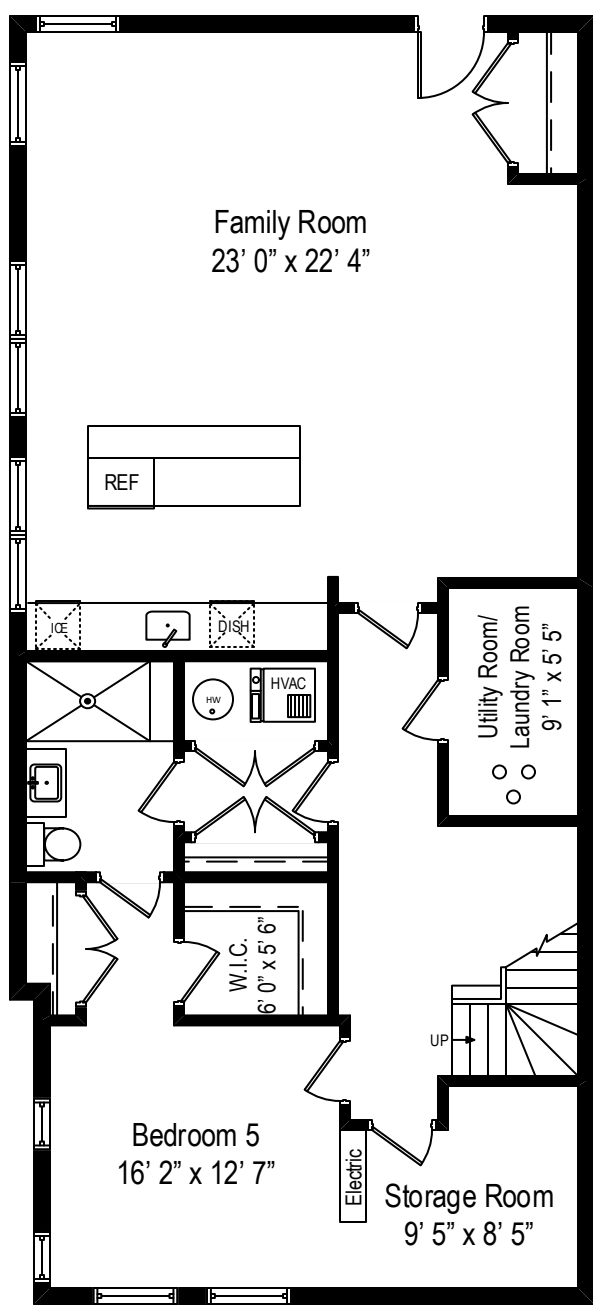 Family Room
23’ 0” x 22’ 4”
REF
ICE
DISH
HW
HVAC
Utility Room/
Laundry Room
9’ 1” x 5’ 5”
W.I.C.
6’ 0” x 5’ 6”
UP
Bedroom 5
16’ 2” x 12’ 7”
Electric
Storage Room
9’ 5” x 8’ 5”